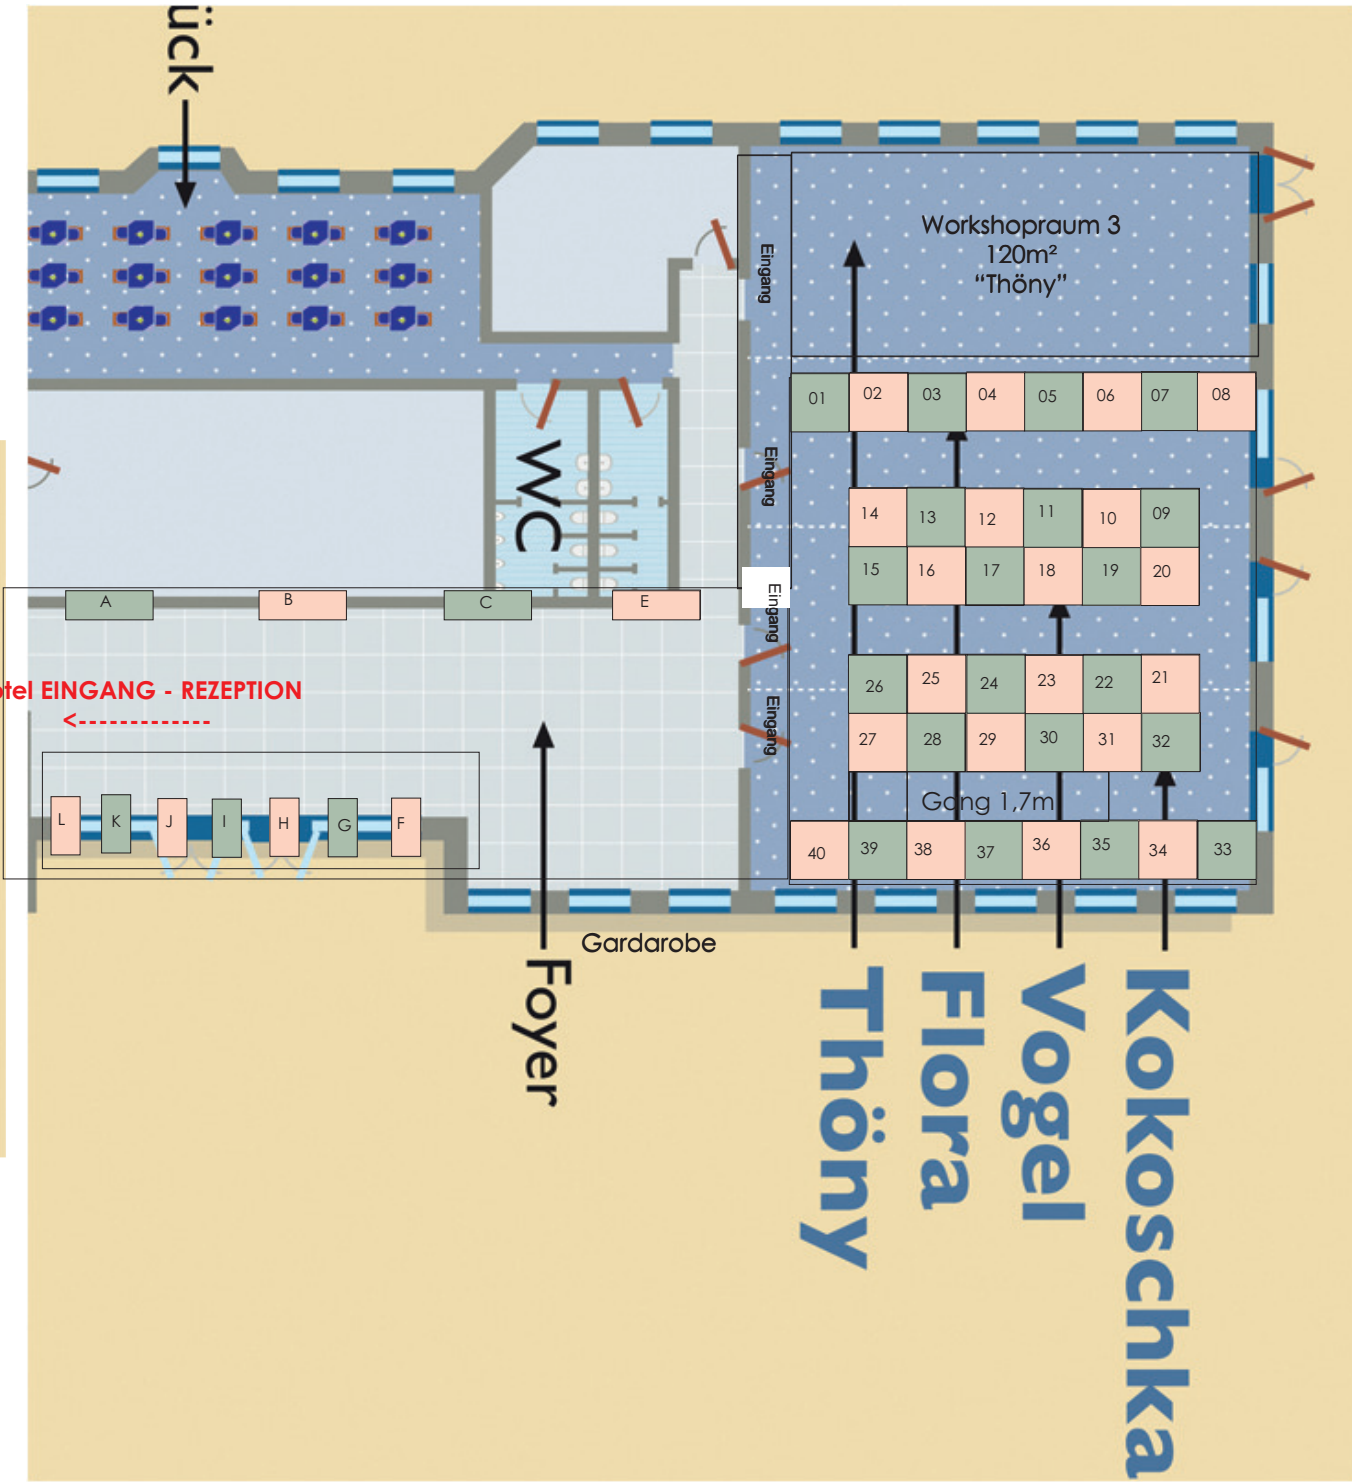 ück
Workshopraum 3
120m²
“Thöny”
Eingang
01 02 03 04 05 06 07 08
Eingang
WC
14 13 12 11 10 09
15 16 17 18 19 20
Eingang
A B C E
tel EINGANG - REZEPTION
<-------------
26 25 24 23 22 21
Eingang
27 28 29 30 31 32
Gang 1,7m
L K J I H G F
40 39 38 37 36 35 34 33
Gardarobe
Foyer
Thöny
Flora
Vogel
Kokoschka